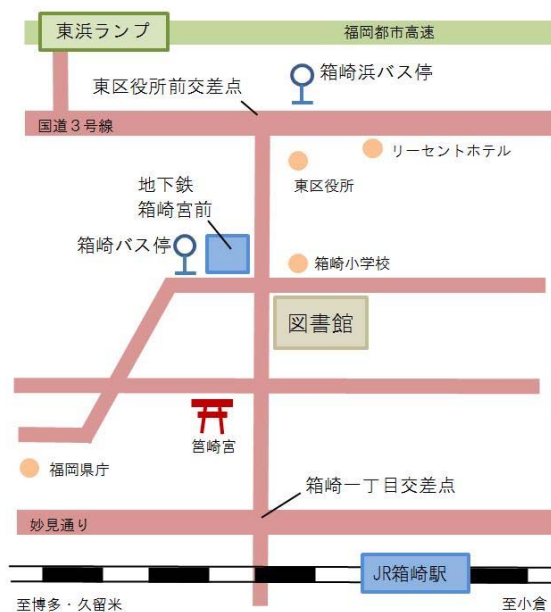 東浜ランプ
福岡都市高速
箱崎浜バス停
東区役所前交差点
国道3号線
リーセントホテル
東区役所
地下鉄
箱崎宮前
箱崎バス停
箱崎小学校
図書館
筥崎宮
福岡県庁
箱崎一丁目交差点
妙見通り
JR箱崎駅
至博多・久留米
至小倉